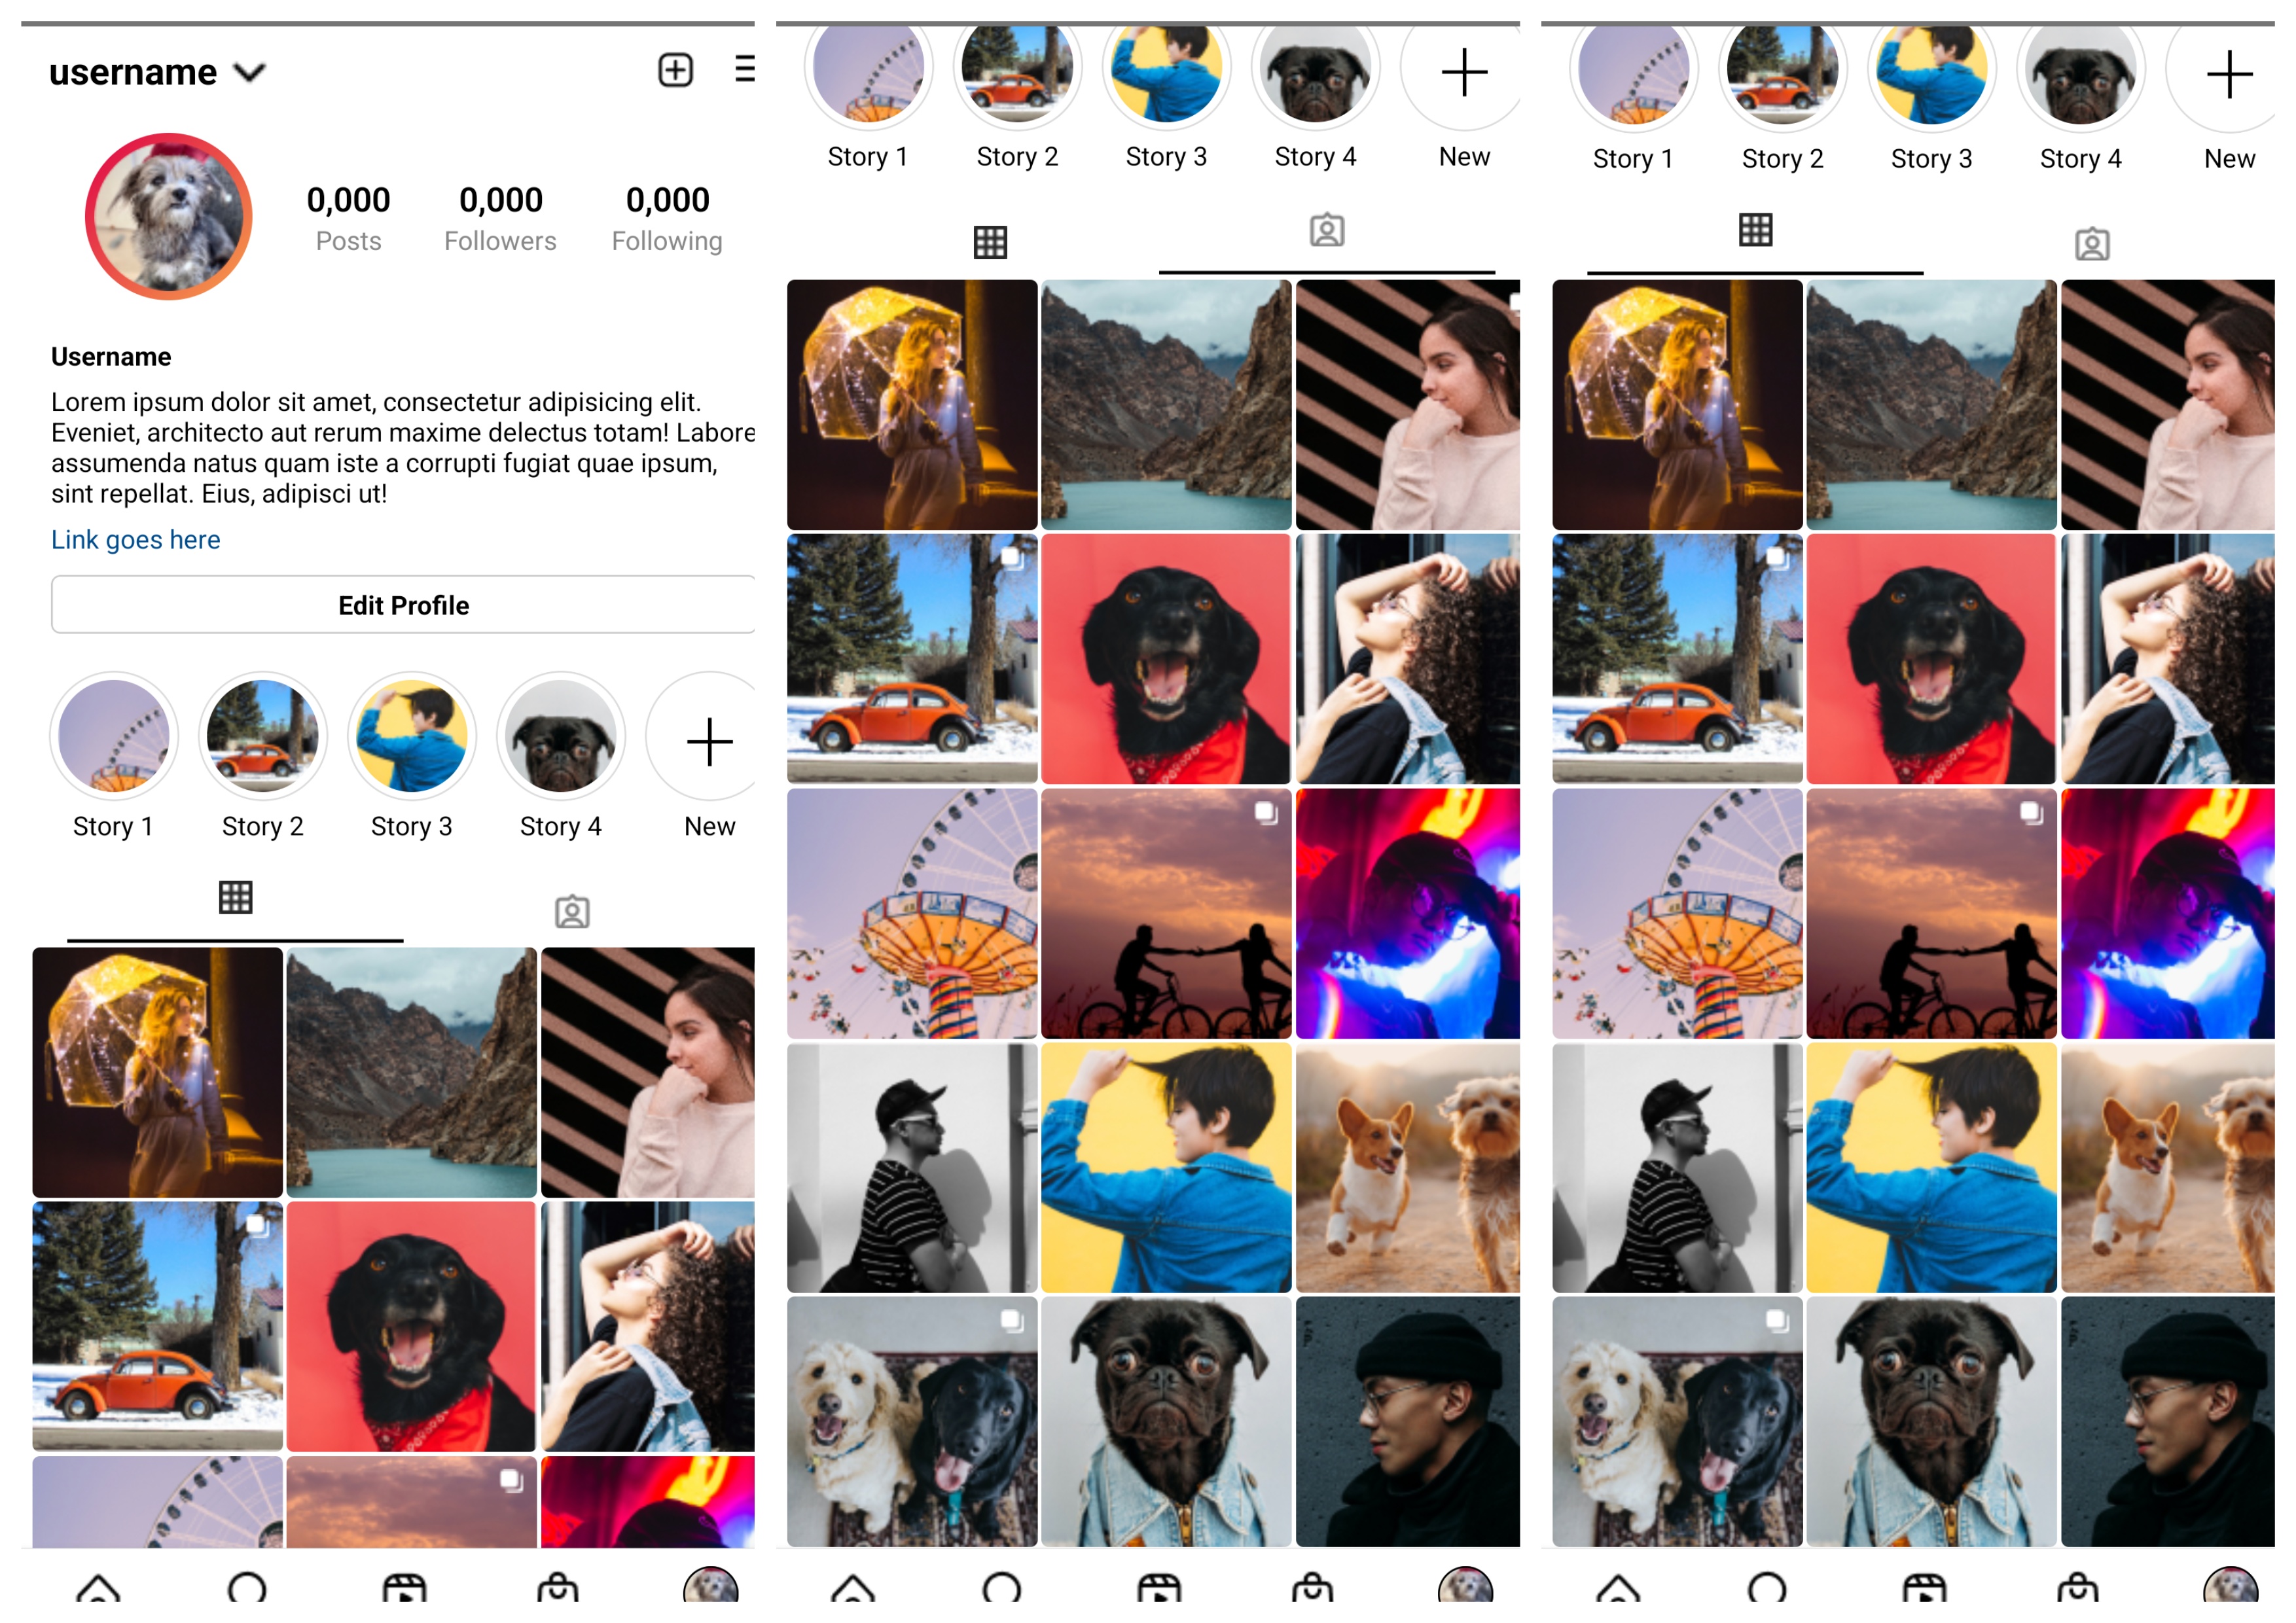 username
0,000 0,000 0,000
Posts Followers Following
Username
Lorem ipsum dolor sit amet, consectetur adipisicing elit.
Eveniet, architecto aut rerum maxime delectus totam! Labore
assumenda natus quam iste a corrupti fugiat quae ipsum,
sint repellat. Eius, adipisci ut!
Link goes here
Edit Profile
Story 1 Story 2 Story 3 Story 4 New
Story 1 Story 2 Story 3 Story 4 New
Story 1 Story 2 Story 3 Story 4 New